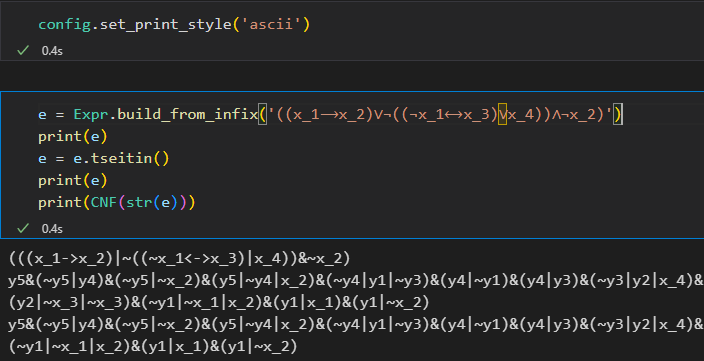 config.set_print_style('ascii')
✓ 0.4s
e = Expr.build_from_infix('((x_1⟶x_2)∨¬((¬x_1⟷x_3)∨x_4))∧¬x_2)')
print(e)
e = e.tseitin()
print(e)
print(CNF(str(e)))
✓ 0.4s
(((x_1->x_2)|~((~x_1<->x_3)|x_4))&~x_2)
y5&(~y5|y4)&(~y5|~x_2)&(y5|~y4|x_2)&(~y4|y1|~y3)&(y4|~y1)&(y4|y3)&(~y3|y2|x_4)&
(y2|~x_3|~x_3)&(~y1|~x_1|x_2)&(y1|x_1)&(y1|~x_2)
y5&(~y5|y4)&(~y5|~x_2)&(y5|~y4|x_2)&(~y4|y1|~y3)&(y4|~y1)&(y4|y3)&(~y3|y2|x_4)&
(~y1|~x_1|x_2)&(y1|x_1)&(y1|~x_2)